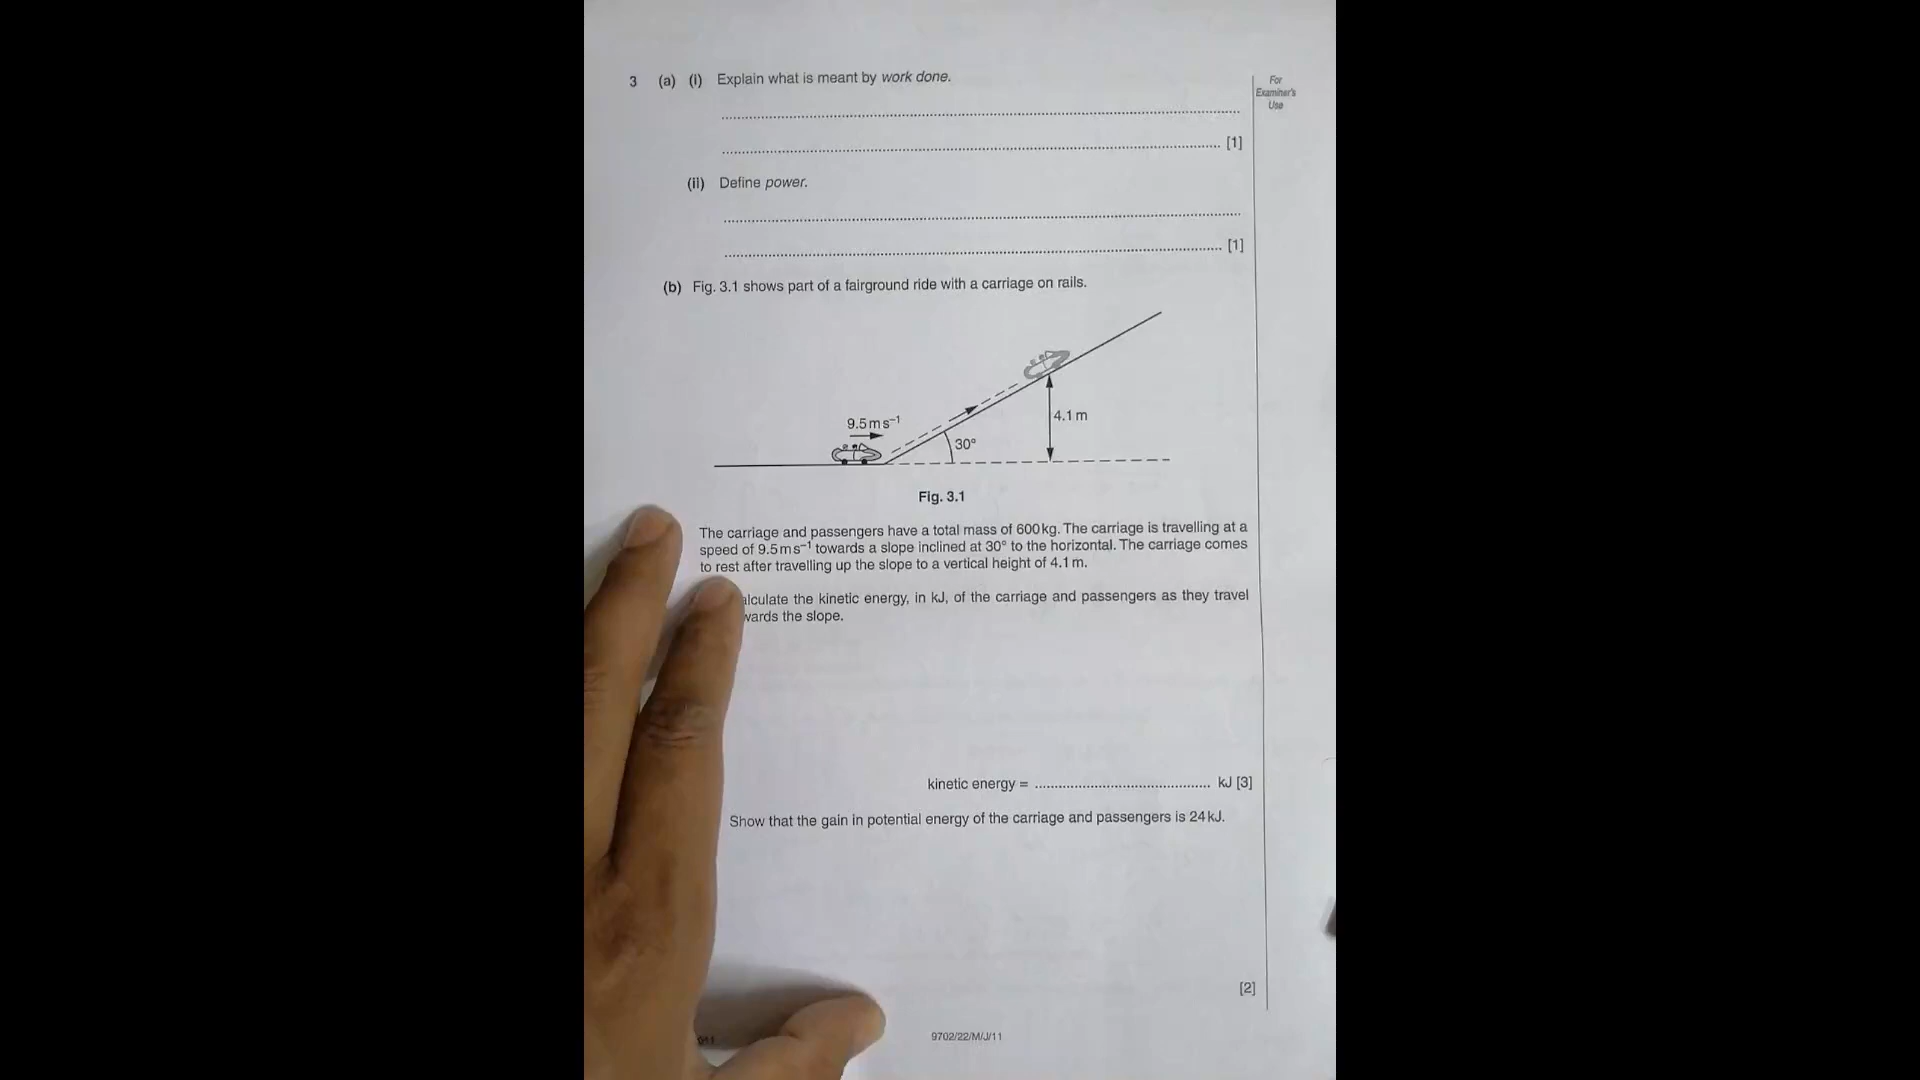 3 (a) (i) Explain what is meant by work done.
For
Examiner's
Use
[1]
(ii) Define power.
[1]
(b) Fig. 3.1 shows part of a fairground ride with a carriage on rails.
9.5 m s⁻¹
30°
4.1 m
Fig. 3.1
The carriage and passengers have a total mass of 600 kg. The carriage is travelling at a
speed of 9.5 m s⁻¹ towards a slope inclined at 30° to the horizontal. The carriage comes
to rest after travelling up the slope to a vertical height of 4.1 m.
alculate the kinetic energy, in kJ, of the carriage and passengers as they travel
wards the slope.
kinetic energy = .......................................... kJ [3]
Show that the gain in potential energy of the carriage and passengers is 24 kJ.
[2]
9702/22/M/J/11